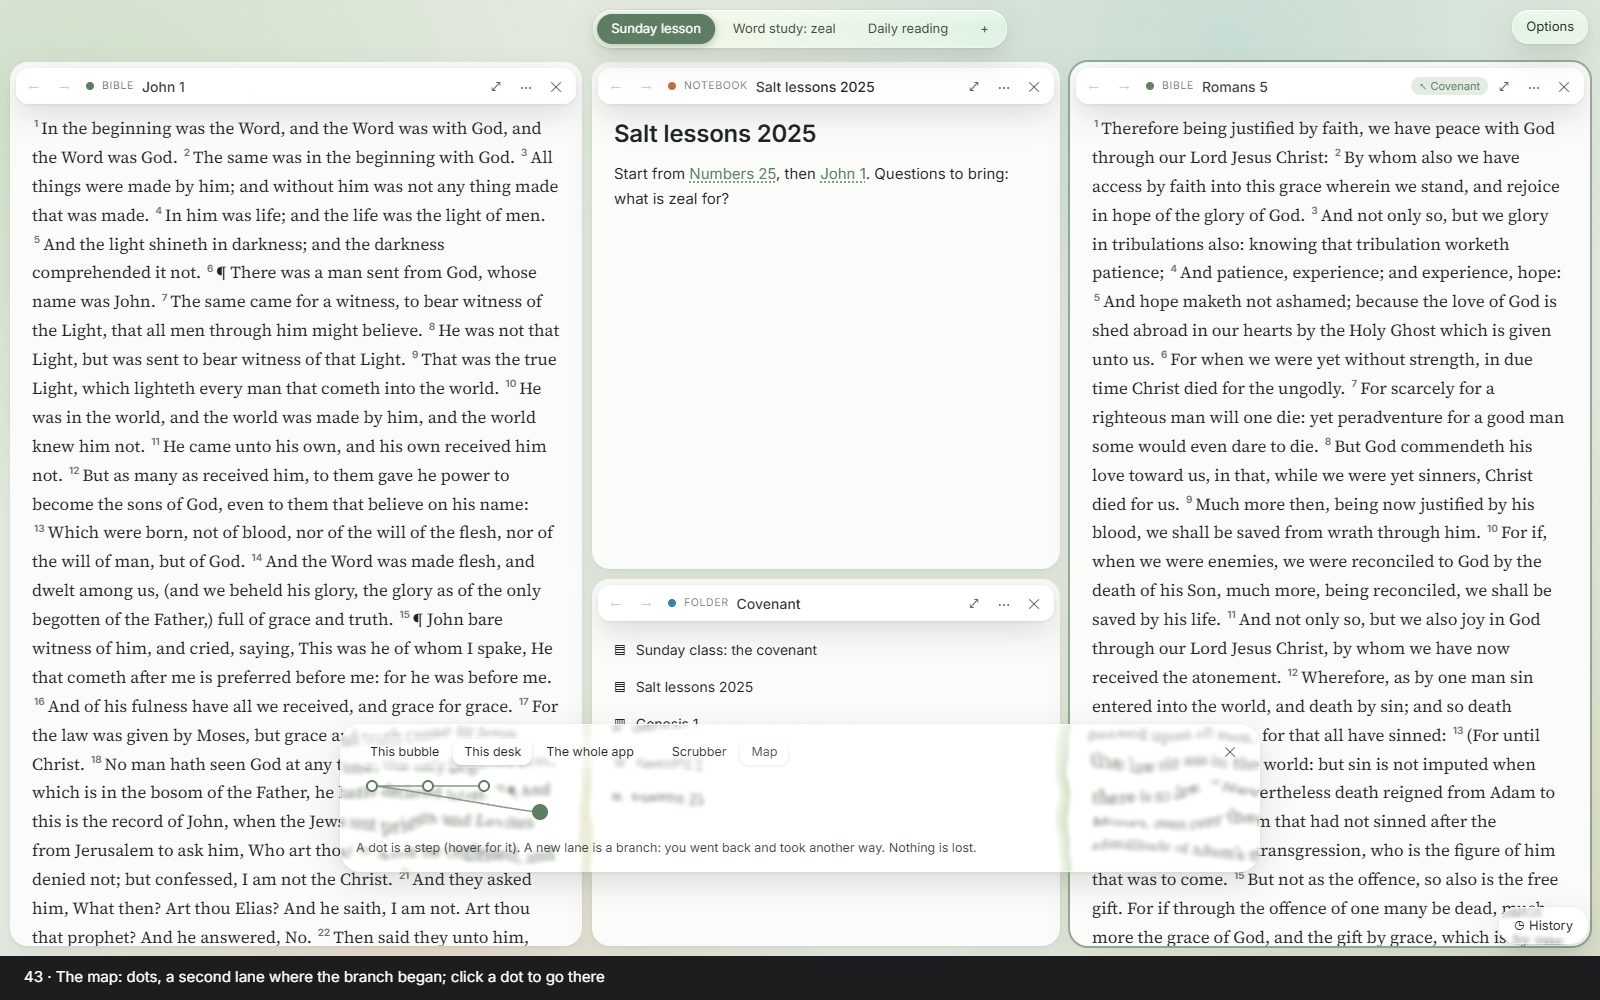 Sunday lesson Word study: zeal Daily reading +
Options
BIBLE John 1
1 In the beginning was the Word, and the Word was with God, and
the Word was God. 2 The same was in the beginning with God. 3 All
things were made by him; and without him was not any thing made
that was made. 4 In him was life; and the life was the light of men.
5 And the light shineth in darkness; and the darkness
comprehended it not. 6 ¶ There was a man sent from God, whose
name was John. 7 The same came for a witness, to bear witness of
the Light, that all men through him might believe. 8 He was not that
Light, but was sent to bear witness of that Light. 9 That was the true
Light, which lighteth every man that cometh into the world. 10 He
was in the world, and the world was made by him, and the world
knew him not. 11 He came unto his own, and his own received him
not. 12 But as many as received him, to them gave he power to
become the sons of God, even to them that believe on his name:
13 Which were born, not of blood, nor of the will of the flesh, nor of
the will of man, but of God. 14 And the Word was made flesh, and
dwelt among us, (and we beheld his glory, the glory as of the only
begotten of the Father,) full of grace and truth. 15 ¶ John bare
witness of him, and cried, saying, This was he of whom I spake, He
that cometh after me is preferred before me: for he was before me.
16 And of his fulness have all we received, and grace for grace. 17 For
the law was given by Moses, but grace
Christ. 18 No man hath seen God at any
which is in the bosom of the Father, he
this is the record of John, when the Jews
from Jerusalem to ask him, Who art
denied not; but confessed, I am not the Christ. 21 And they asked
him, What then? Art thou Elias? And he saith, I am not. Art thou
that prophet? And he answered, No. 22 Then said they unto him,
NOTEBOOK Salt lessons 2025
Salt lessons 2025
Start from Numbers 25, then John 1. Questions to bring:
what is zeal for?
FOLDER Covenant
Sunday class: the covenant
Salt lessons 2025
Genesis 1
BIBLE Romans 5 Covenant
1 Therefore being justified by faith, we have peace with God
through our Lord Jesus Christ: 2 By whom also we have
access by faith into this grace wherein we stand, and rejoice
in hope of the glory of God. 3 And not only so, but we glory
in tribulations also: knowing that tribulation worketh
patience; 4 And patience, experience; and experience, hope:
5 And hope maketh not ashamed; because the love of God is
shed abroad in our hearts by the Holy Ghost which is given
unto us. 6 For when we were yet without strength, in due
time Christ died for the ungodly. 7 For scarcely for a
righteous man will one die: yet peradventure for a good man
some would even dare to die. 8 But God commendeth his
love toward us, in that, while we were yet sinners, Christ
died for us. 9 Much more then, being now justified by his
blood, we shall be saved from wrath through him. 10 For if,
when we were enemies, we were reconciled to God by the
death of his Son, much more, being reconciled, we shall be
saved by his life. 11 And not only so, but we also joy in God
through our Lord Jesus Christ, by whom we have now
received the atonement. 12 Wherefore, as by one man sin
entered into the world, and death by sin; and so death
for that all have sinned: 13 (For until
world: but sin is not imputed when
death reigned from Adam to
that had not sinned after the
transgression, who is the figure of him
that was to come. 15 But not as the offence, so also is the free
gift. For if through the offence of one many be dead,
more the grace of God, and the gift by grace, which is
This bubble This desk The whole app Scrubber Map
A dot is a step (hover for it). A new lane is a branch: you went back and took another way. Nothing is lost.
History
43 · The map: dots, a second lane where the branch began; click a dot to go there